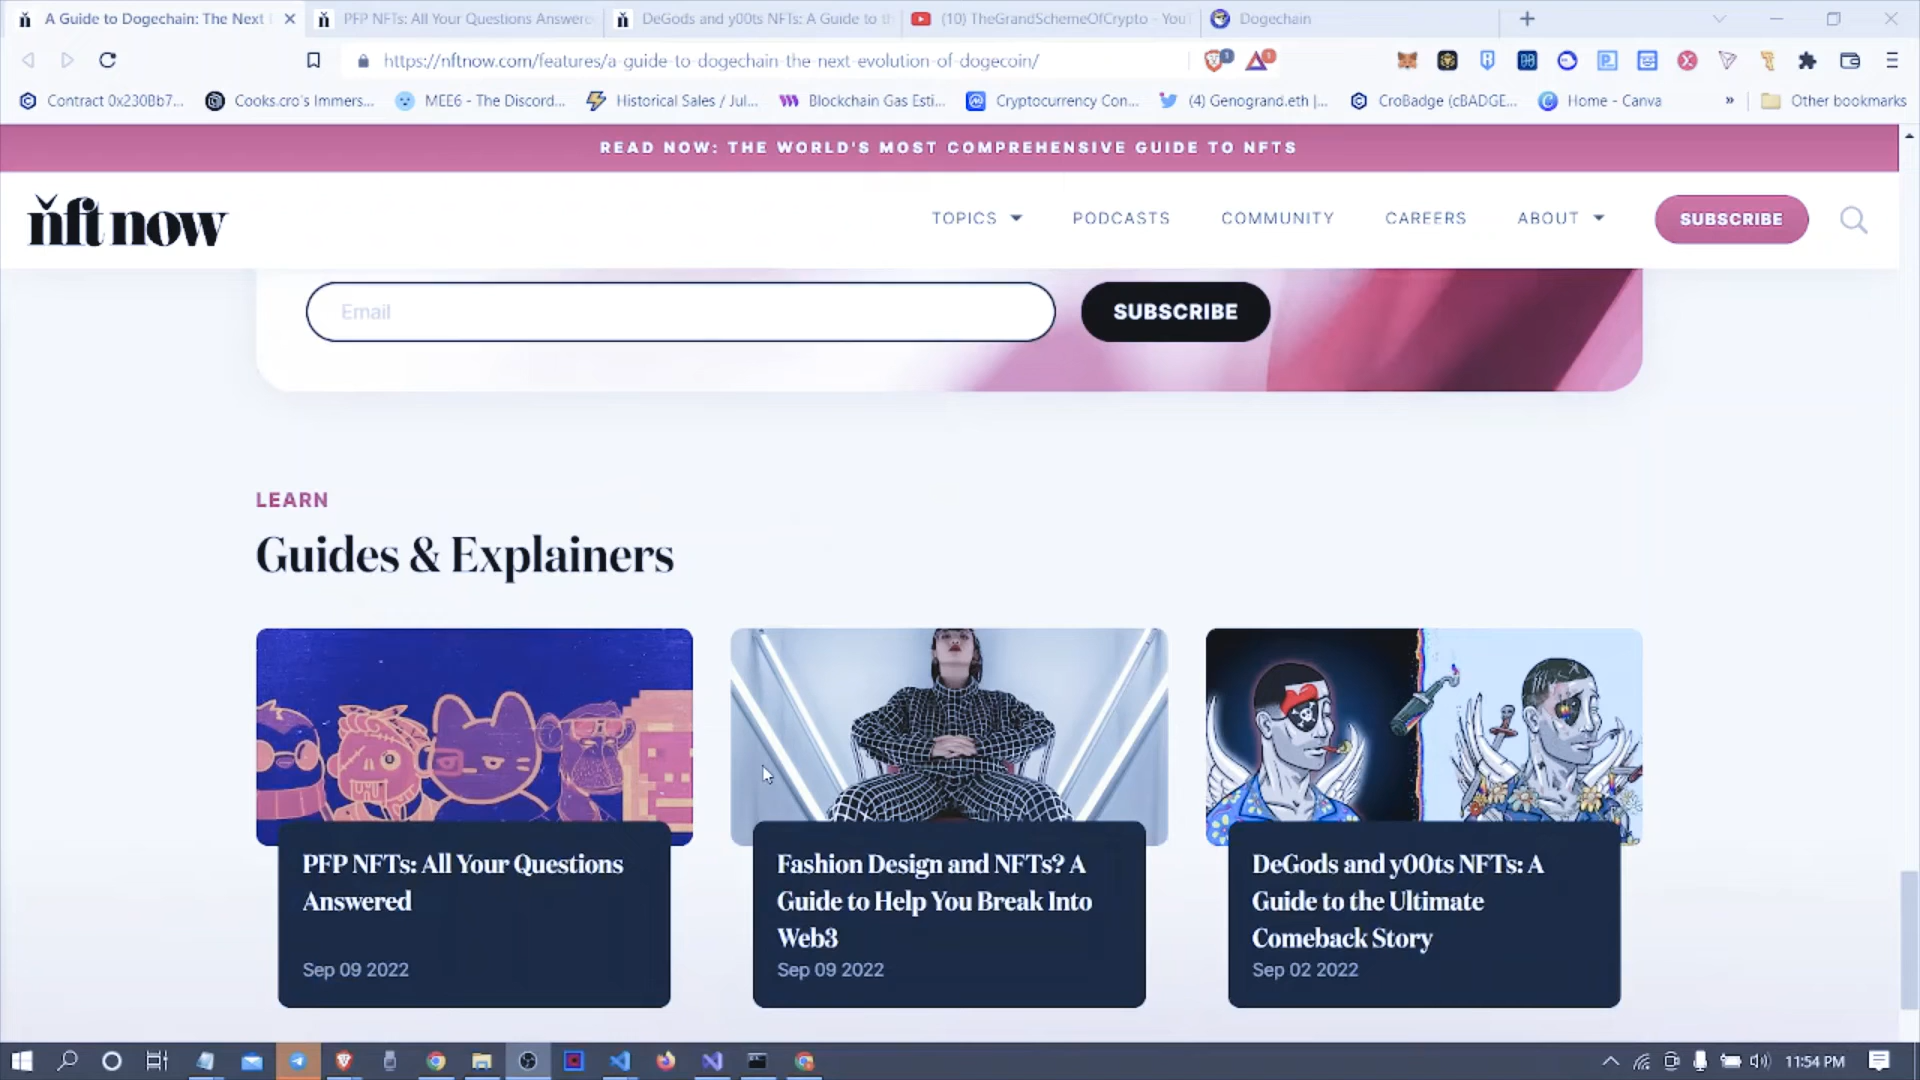 A Guide to Dogechain: The Next
PFP NFTs: All Your Questions Answere
DeGods and y00ts NFTs: A Guide to th
(10) TheGrandSchemeOfCrypto - YouT
Dogechain
https://nftnow.com/features/a-guide-to-dogechain-the-next-evolution-of-dogecoin/
1
1
Contract 0x230Bb7...
Cooks.cro's Immers...
MEE6 - The Discord...
Historical Sales / Jul...
Blockchain Gas Esti...
Cryptocurrency Con...
(4) Genogrand.eth |...
CroBadge (cBADGE...
Home - Canva
»
Other bookmarks
READ NOW: THE WORLD'S MOST COMPREHENSIVE GUIDE TO NFTS
nft now
TOPICS
PODCASTS
COMMUNITY
CAREERS
ABOUT
SUBSCRIBE
Email
SUBSCRIBE
LEARN
Guides & Explainers
PFP NFTs: All Your Questions
Answered
Sep 09 2022
Fashion Design and NFTs? A
Guide to Help You Break Into
Web3
Sep 09 2022
DeGods and y00ts NFTs: A
Guide to the Ultimate
Comeback Story
Sep 02 2022
11:54 PM